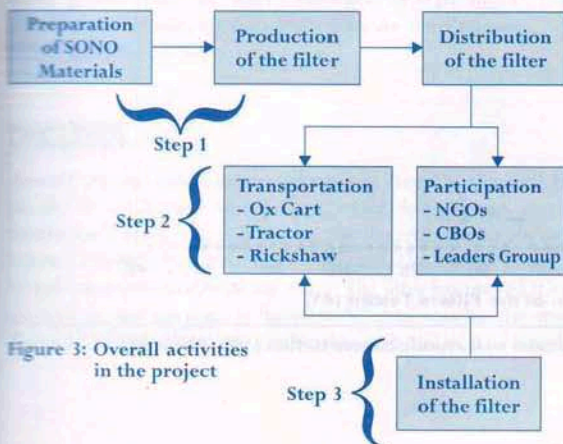 Preparation
of SONO
Materials
Production
of the filter
Distribution
of the filter
Step 1
Step 2
Transportation
- Ox Cart
- Tractor
- Rickshaw
Participation
- NGOs
- CBOs
- Leaders Grouup
Figure 3: Overall activities
in the project
Step 3
Installation
of the filter